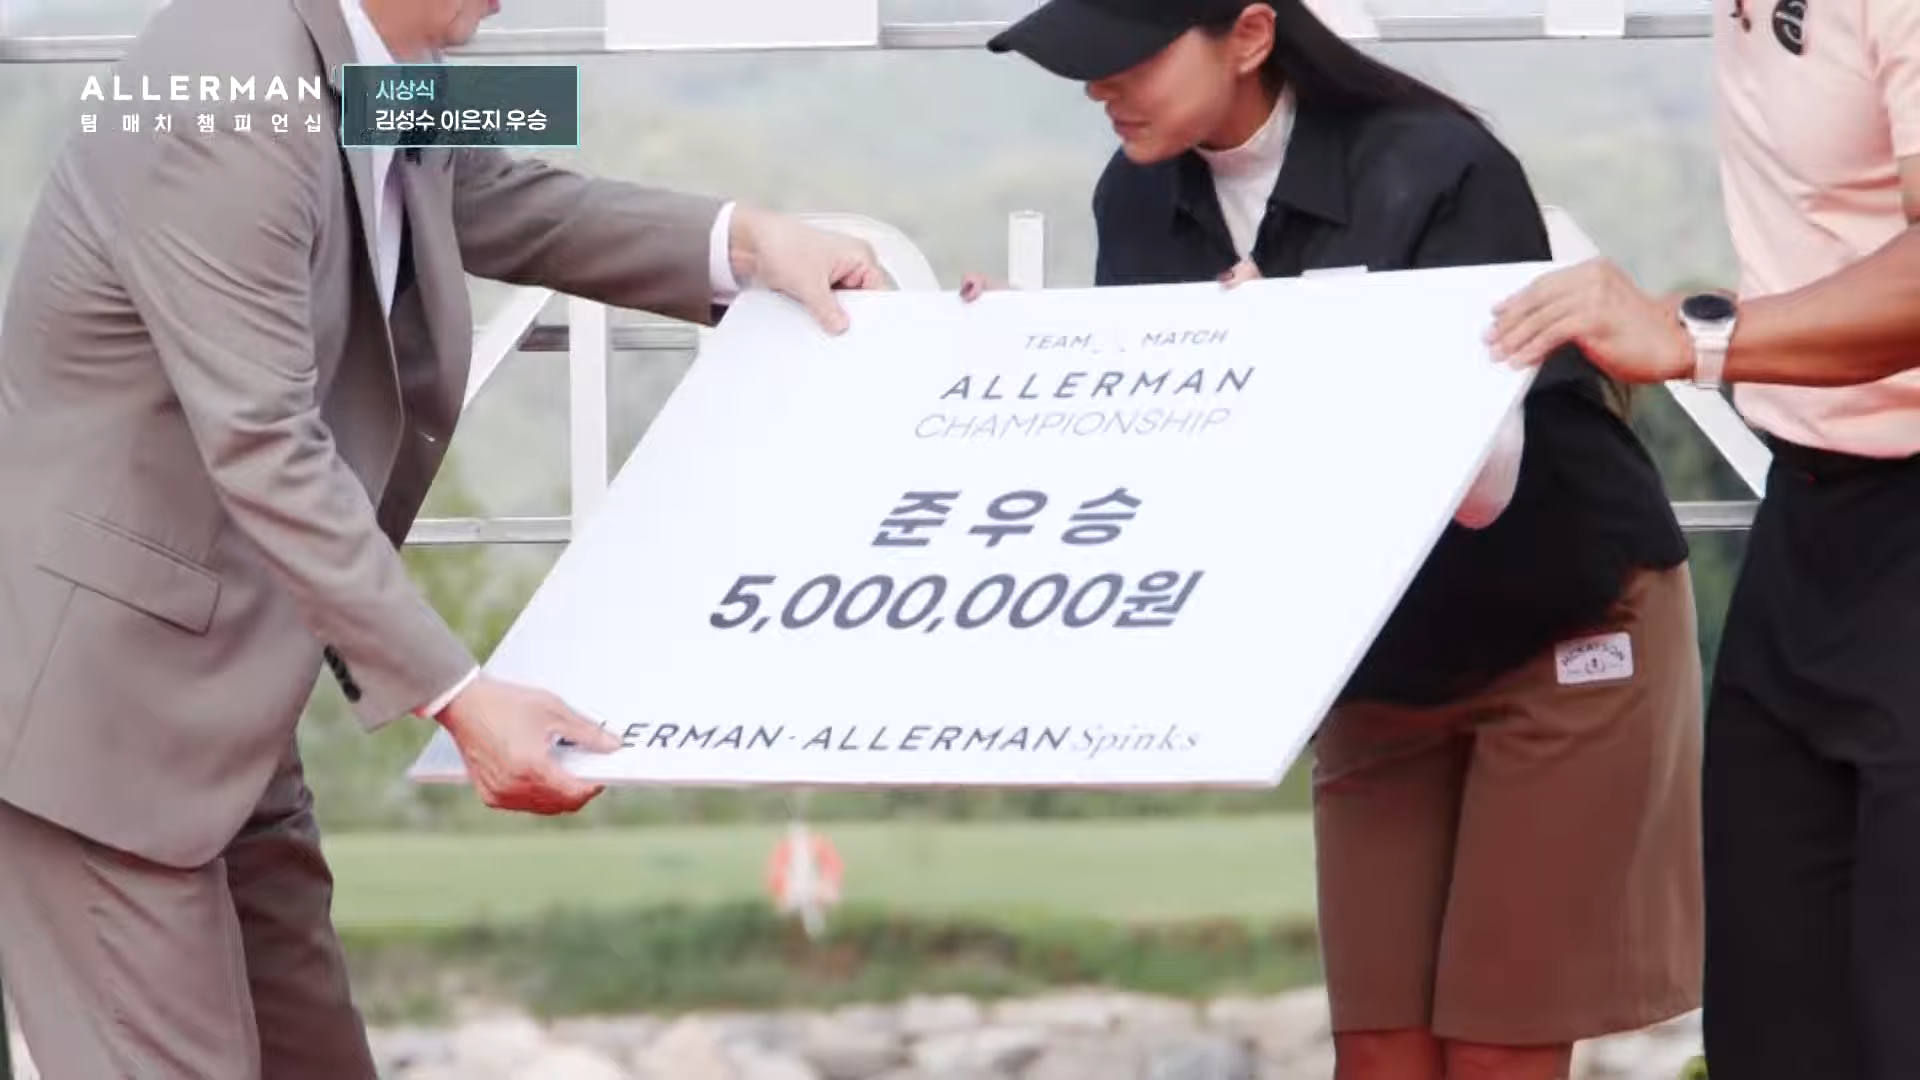 ALLERMAN
팀 매치 챔피언십
시상식
김성수 이은지 우승
TEAM MATCH
ALLERMAN
CHAMPIONSHIP
준우승
5,000,000원
LERMAN · ALLERMAN Spinks